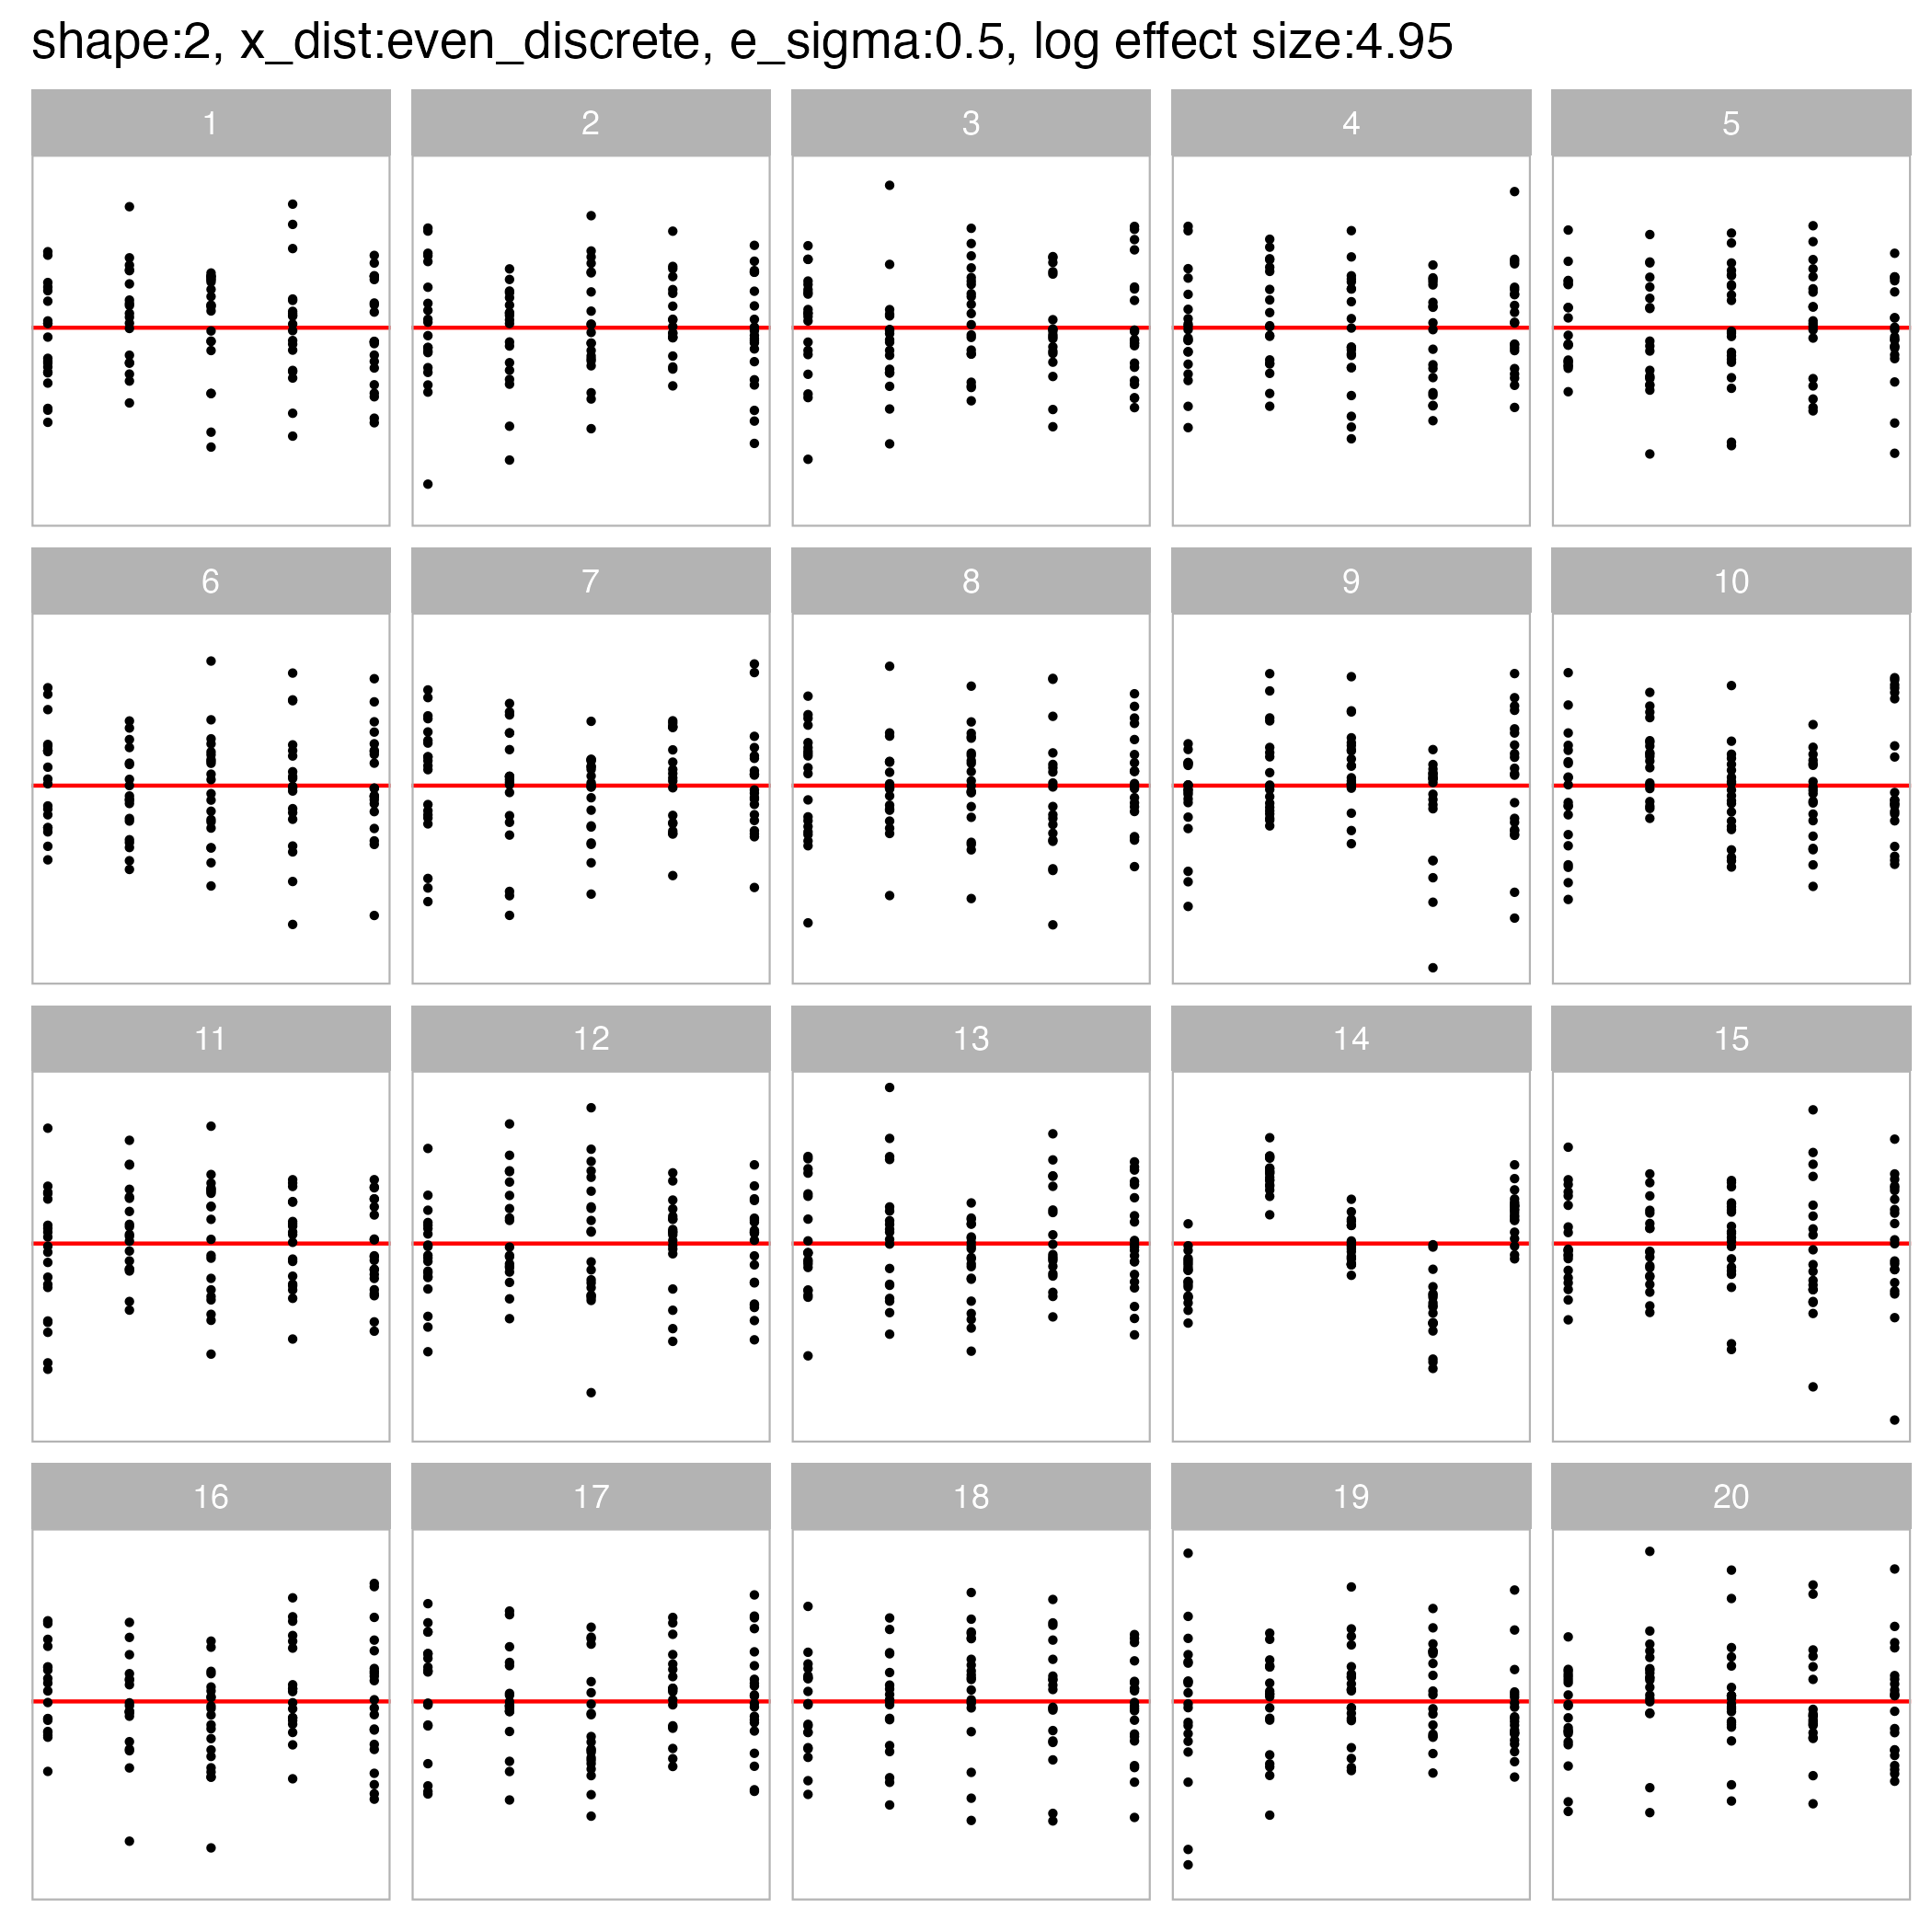 shape:2, x_dist:even_discrete, e_sigma:0.5, log effect size:4.95
1 2 3 4 5
6 7 8 9 10
11 12 13 14 15
16 17 18 19 20